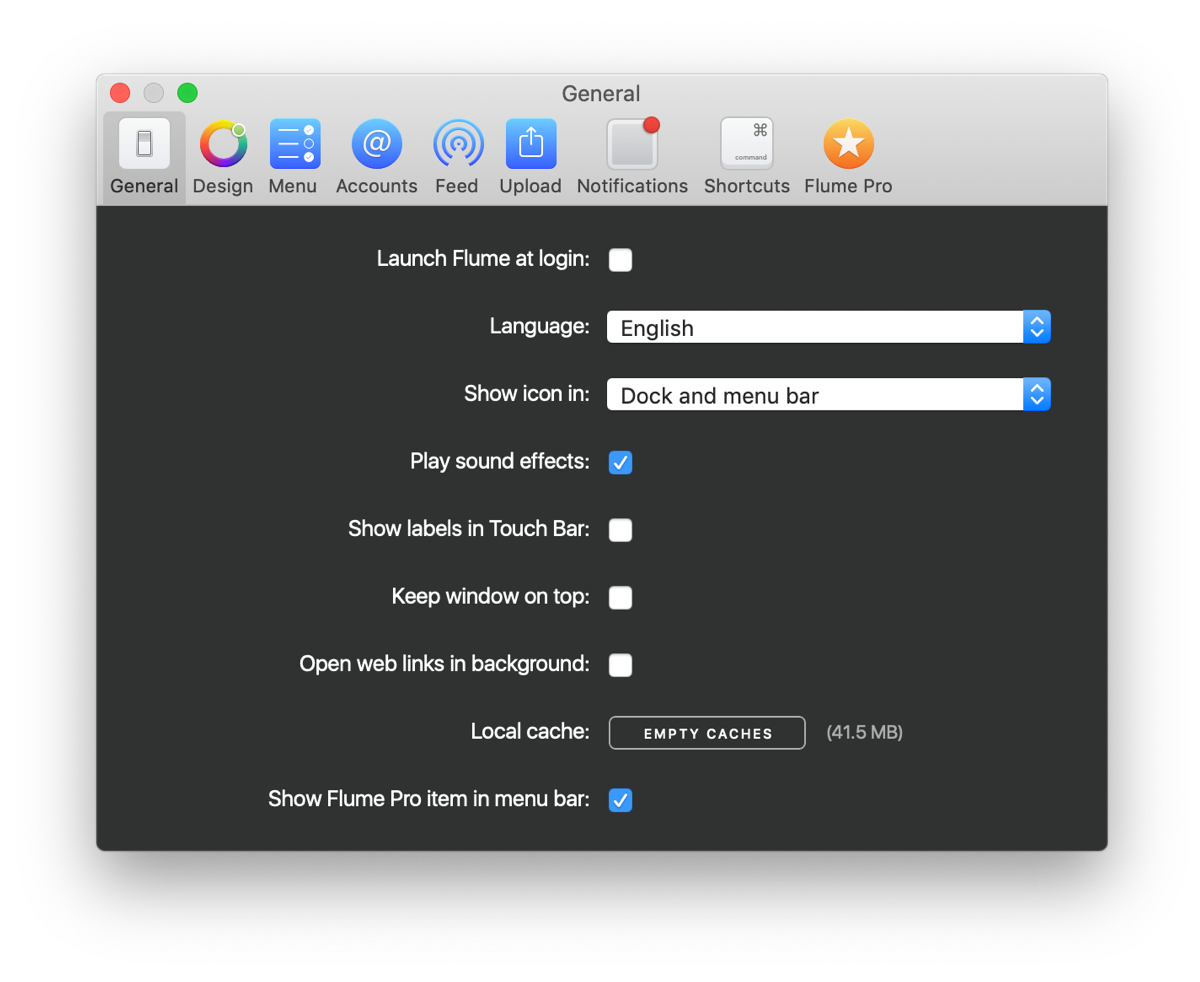 General
General Design Menu Accounts Feed Upload Notifications Shortcuts Flume Pro
@
⌘
command
Launch Flume at login:
Language: English
Show icon in: Dock and menu bar
Play sound effects:
Show labels in Touch Bar:
Keep window on top:
Open web links in background:
Local cache: EMPTY CACHES (41.5 MB)
Show Flume Pro item in menu bar: